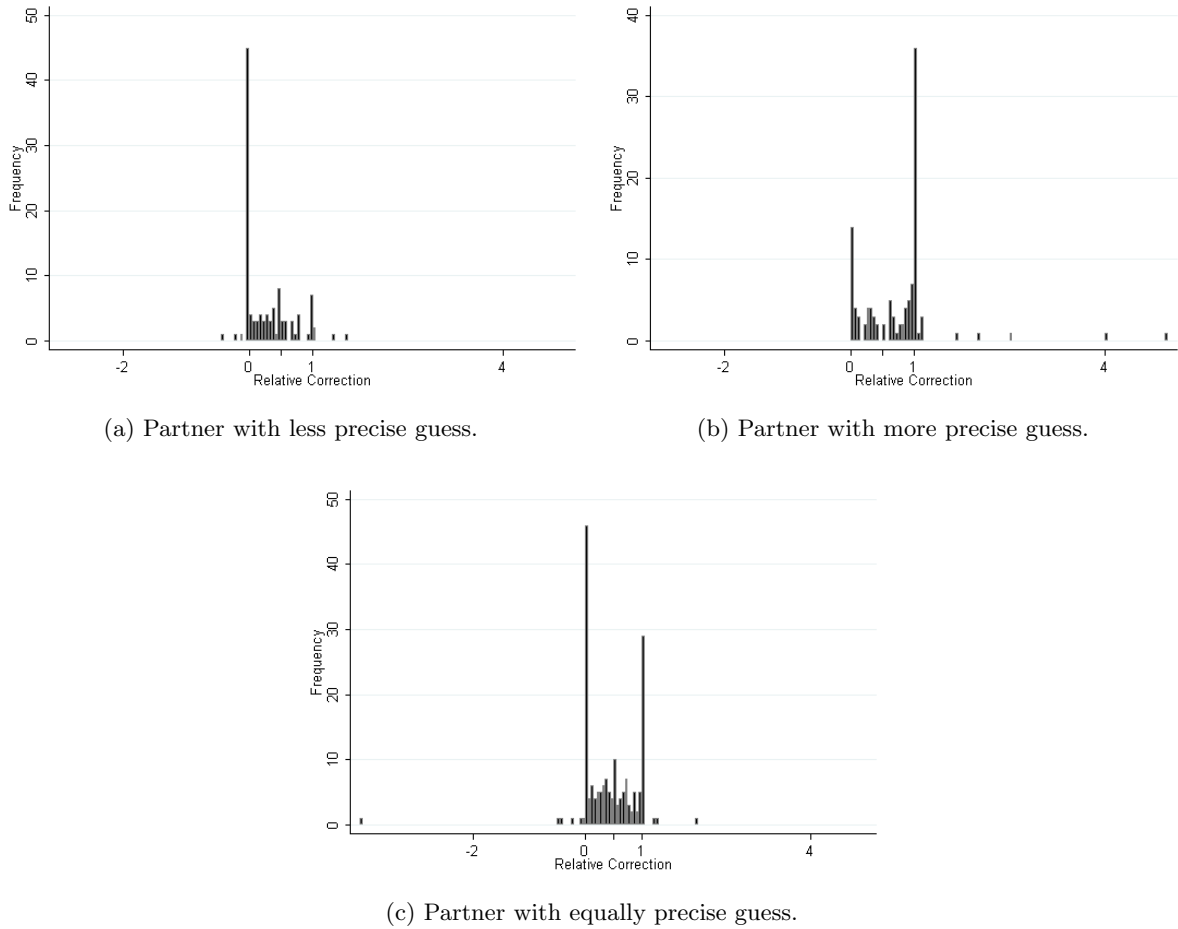 50
40
30
20
10
0
Frequency
-2 0 1 4
Relative Correction
(a) Partner with less precise guess.
40
30
20
10
0
Frequency
-2 0 1 4
Relative Correction
(b) Partner with more precise guess.
50
40
30
20
10
0
Frequency
-2 0 1 4
Relative Correction
(c) Partner with equally precise guess.